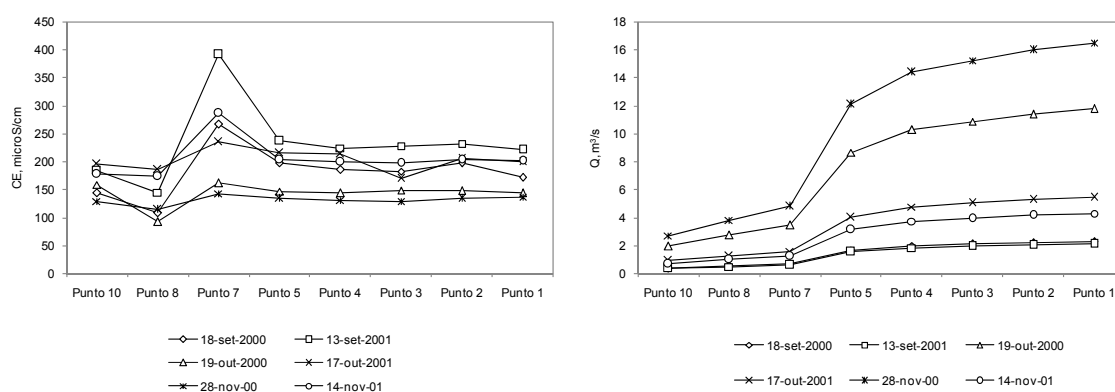 450
400
350
300
250
200
150
100
50
0
CE, microS/cm
Punto 10 Punto 8 Punto 7 Punto 5 Punto 4 Punto 3 Punto 2 Punto 1
18-set-2000 13-set-2001
19-out-2000 17-out-2001
28-nov-00 14-nov-01
18
16
14
12
10
8
6
4
2
0
Q, m³/s
Punto 10 Punto 8 Punto 7 Punto 5 Punto 4 Punto 3 Punto 2 Punto 1
18-set-2000 13-set-2001 19-out-2000
17-out-2001 28-nov-00 14-nov-01